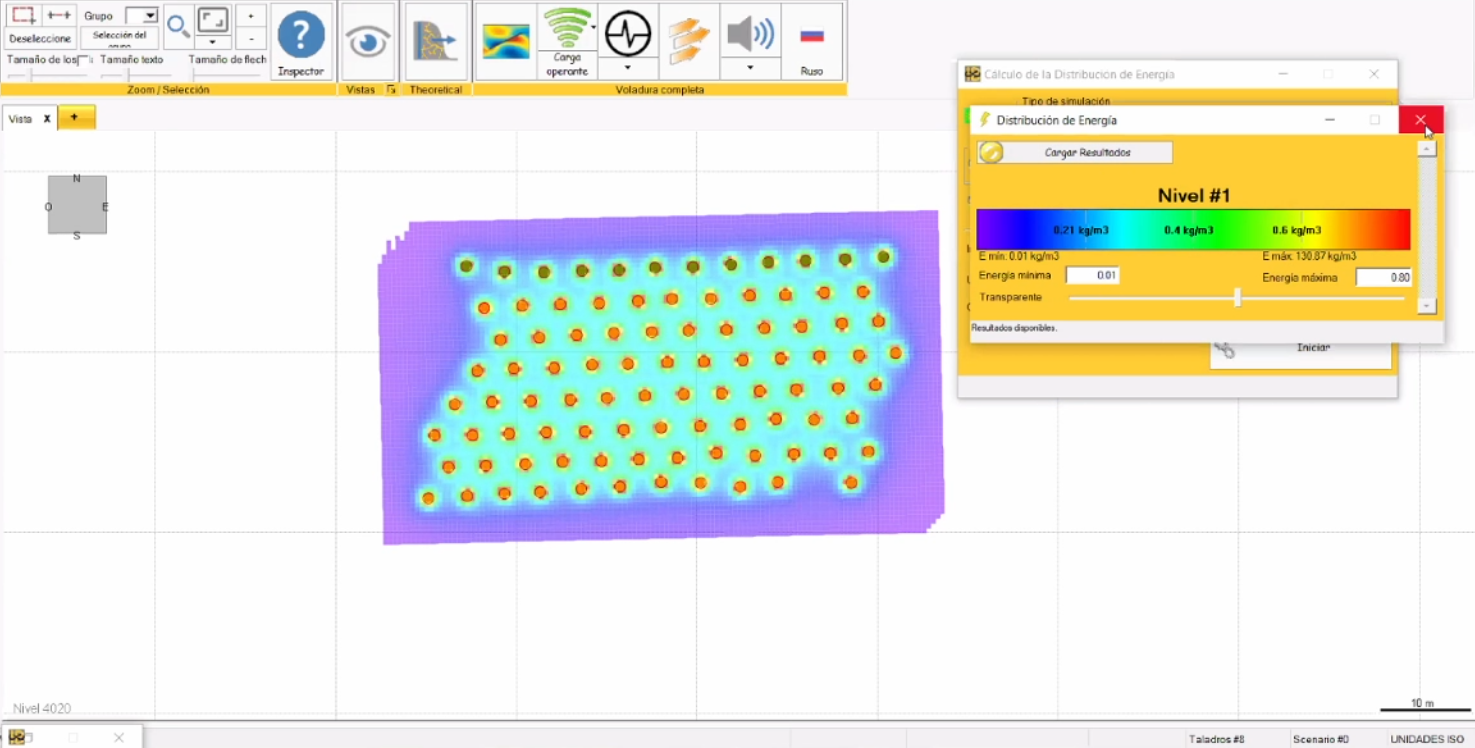 Grupo
Deseleccione
Selección del
Tamaño de los
Tamaño texto
Tamaño de flech
Inspector
Carga
operante
Ruso
Zoom / Selección
Vistas
Theoretical
Voladura completa
Vista X +
N
O E
S
Cálculo de la Distribución de Energía
Tipo de simulación
Distribución de Energía
Cargar Resultados
Nivel #1
0.21 kg/m3 0.4 kg/m3 0.6 kg/m3
E mín: 0.01 kg/m3 E máx: 130.87 kg/m3
Energía mínima 0.01 Energía máxima 0.80
Transparente
Resultados disponibles.
Iniciar
Nivel 4020
10 m
Taladros #8 Scenario #0 UNIDADES ISO